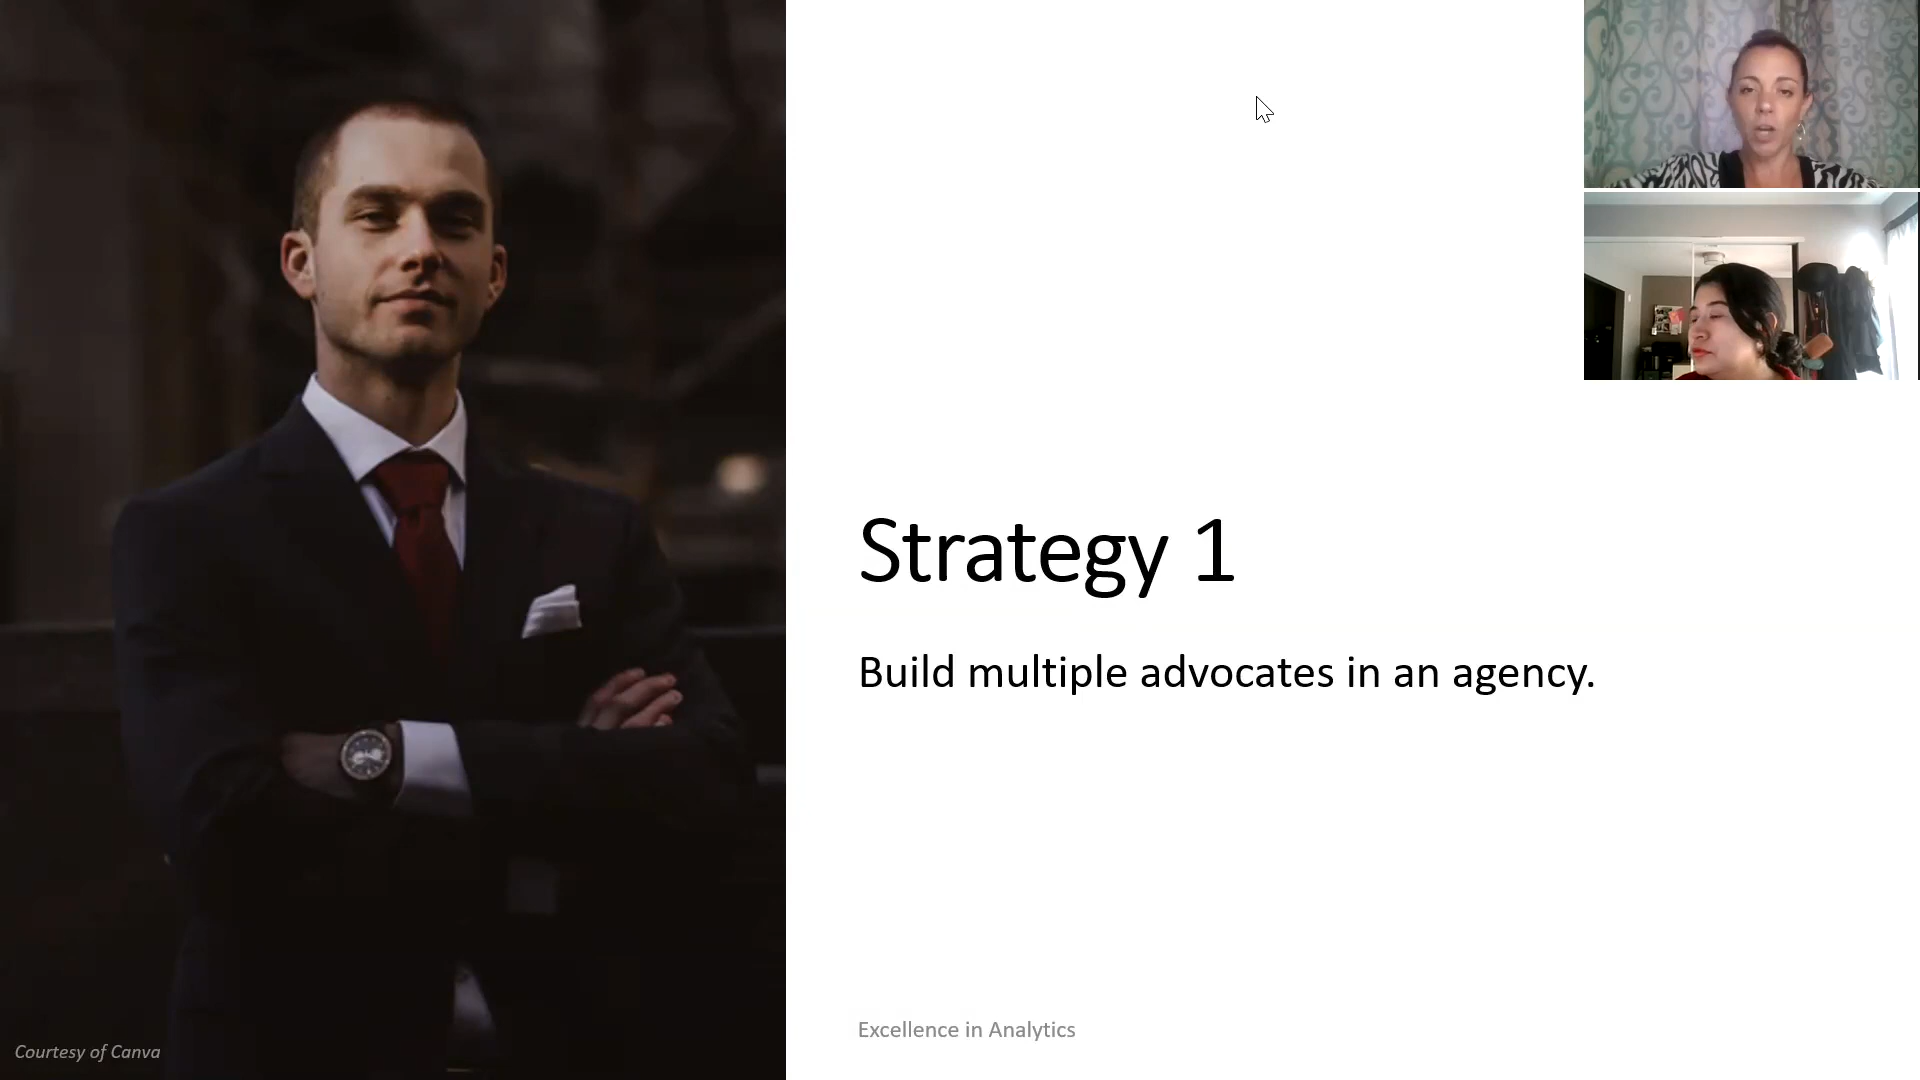 Strategy 1
Build multiple advocates in an agency.
Excellence in Analytics
Courtesy of Canva